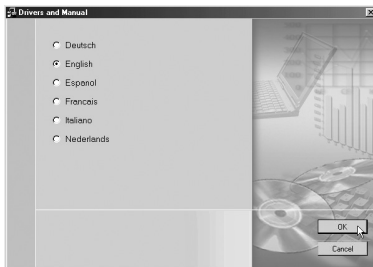 Drivers and Manual
Deutsch
English
Espanol
Francais
Italiano
Nederlands
OK
Cancel